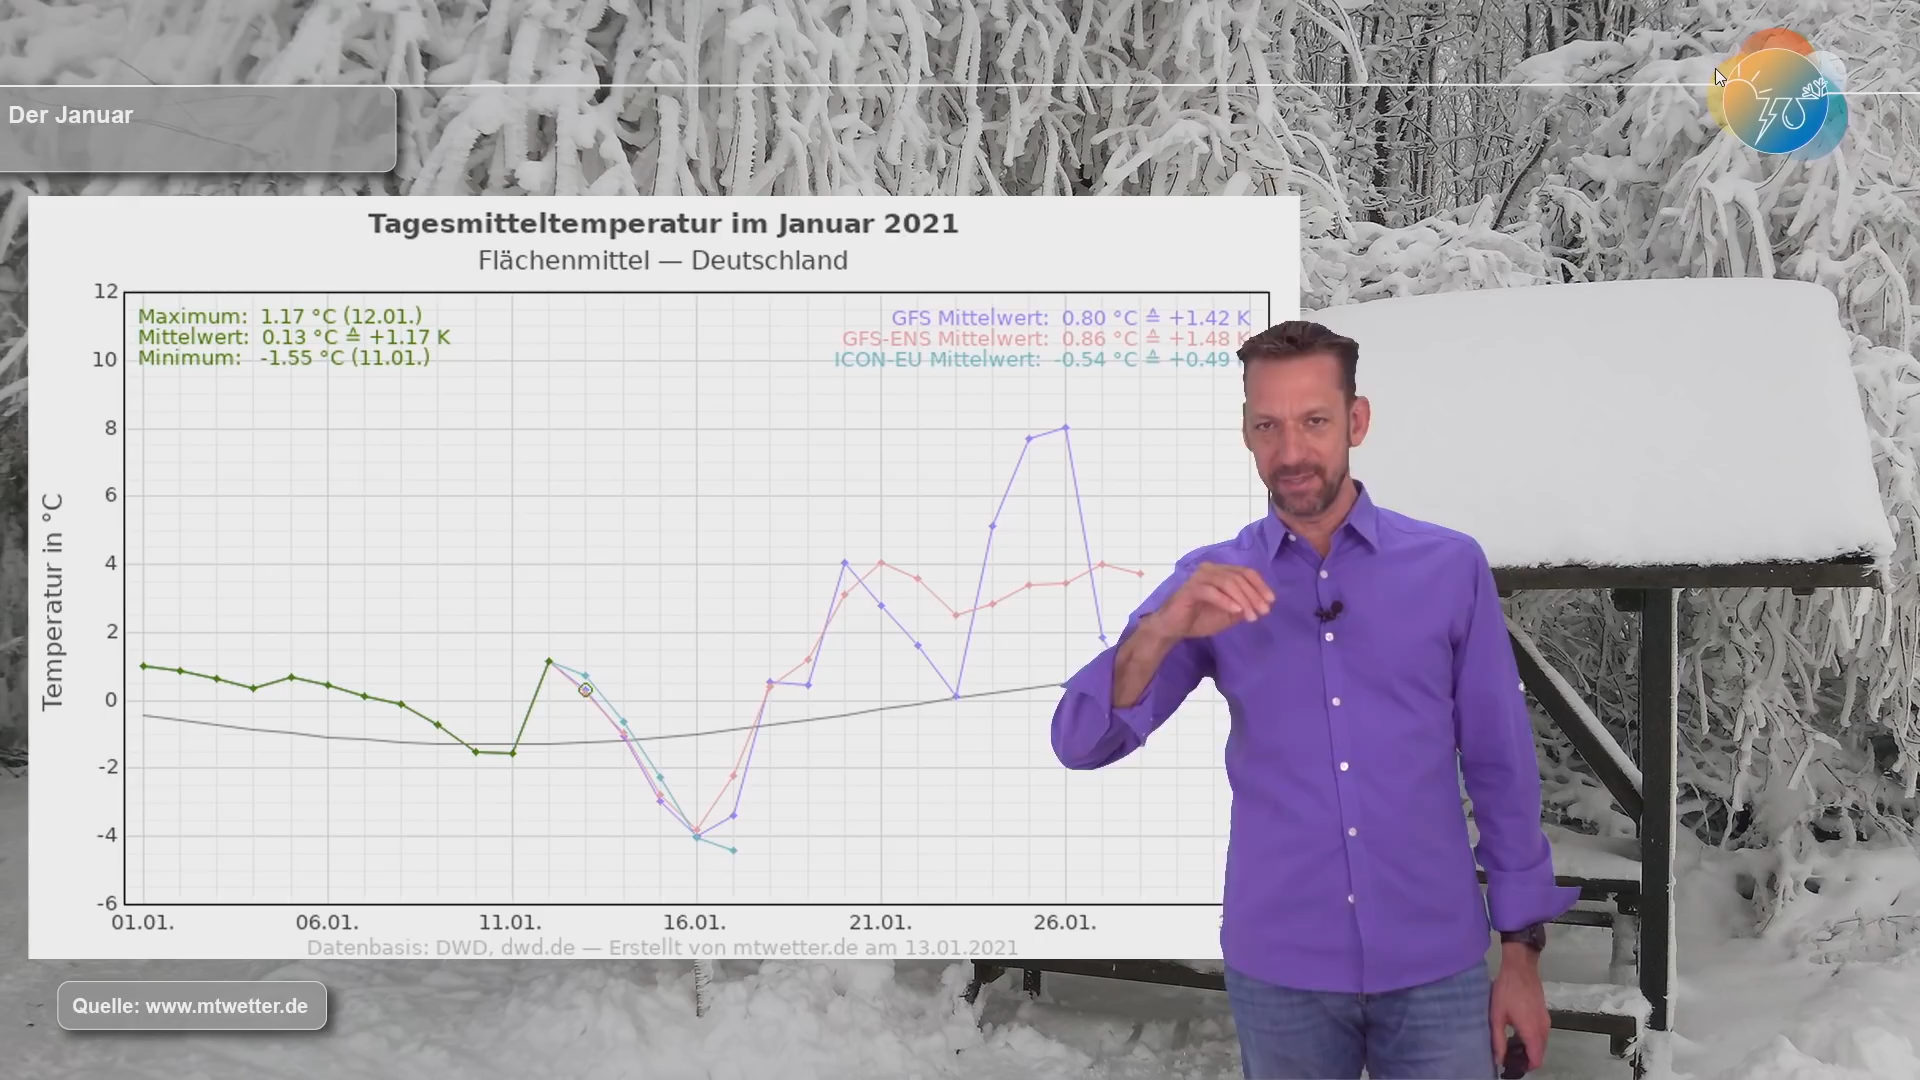 Der Januar
Tagesmitteltemperatur im Januar 2021
Flächenmittel — Deutschland
Maximum: 1.17 °C (12.01.)
Mittelwert: 0.13 °C ≙ +1.17 K
Minimum: -1.55 °C (11.01.)
GFS Mittelwert: 0.80 °C ≙ +1.42 K
GFS-ENS Mittelwert: 0.86 °C ≙ +1.48 K
ICON-EU Mittelwert: -0.54 °C ≙ +0.49
Temperatur in °C
12
10
8
6
4
2
0
-2
-4
-6
01.01. 06.01. 11.01. 16.01. 21.01. 26.01.
Datenbasis: DWD, dwd.de — Erstellt von mtwetter.de am 13.01.2021
Quelle: www.mtwetter.de